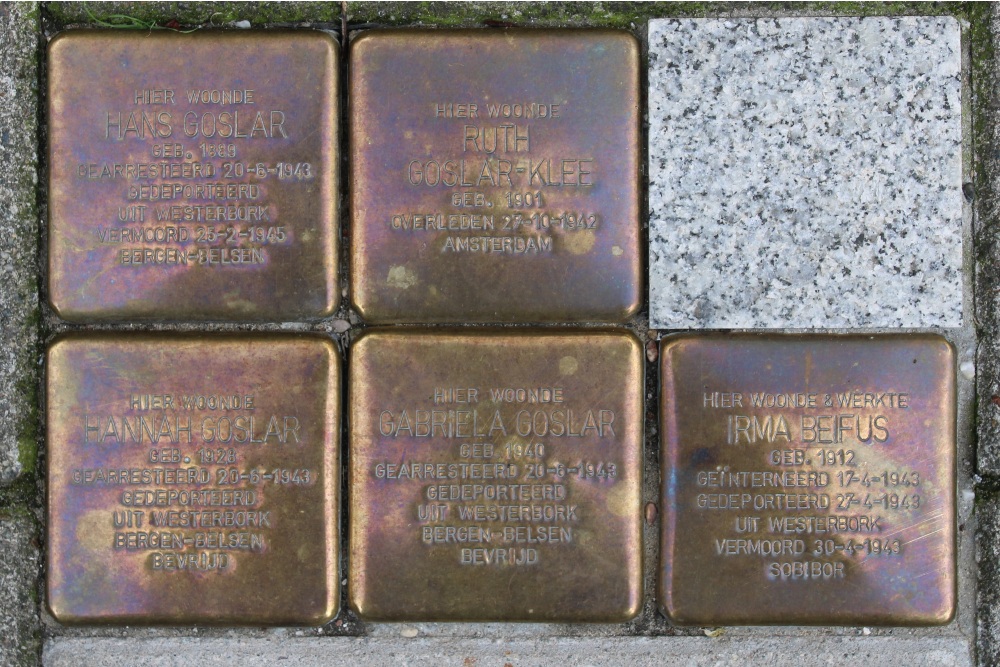 HIER WOONDE
HANS GOSLAR
GEB. 1889
GEARRESTEERD 20-6-1943
GEDEPORTEERD
UIT WESTERBORK
VERMOORD 25-2-1945
BERGEN-BELSEN
HIER WOONDE
RUTH
GOSLAR-KLEE
GEB. 1901
OVERLEDEN 27-10-1942
AMSTERDAM
HIER WOONDE
HANNAH GOSLAR
GEB. 1928
GEARRESTEERD 20-6-1943
GEDEPORTEERD
UIT WESTERBORK
BERGEN-BELSEN
BEVRIJD
HIER WOONDE
GABRIELA GOSLAR
GEB. 1940
GEARRESTEERD 20-6-1943
GEDEPORTEERD
UIT WESTERBORK
BERGEN-BELSEN
BEVRIJD
HIER WOONDE & WERKTE
IRMA BEIFUS
GEB. 1912
GEÏNTERNEERD 17-4-1943
GEDEPORTEERD 27-4-1943
UIT WESTERBORK
VERMOORD 30-4-1943
SOBIBOR